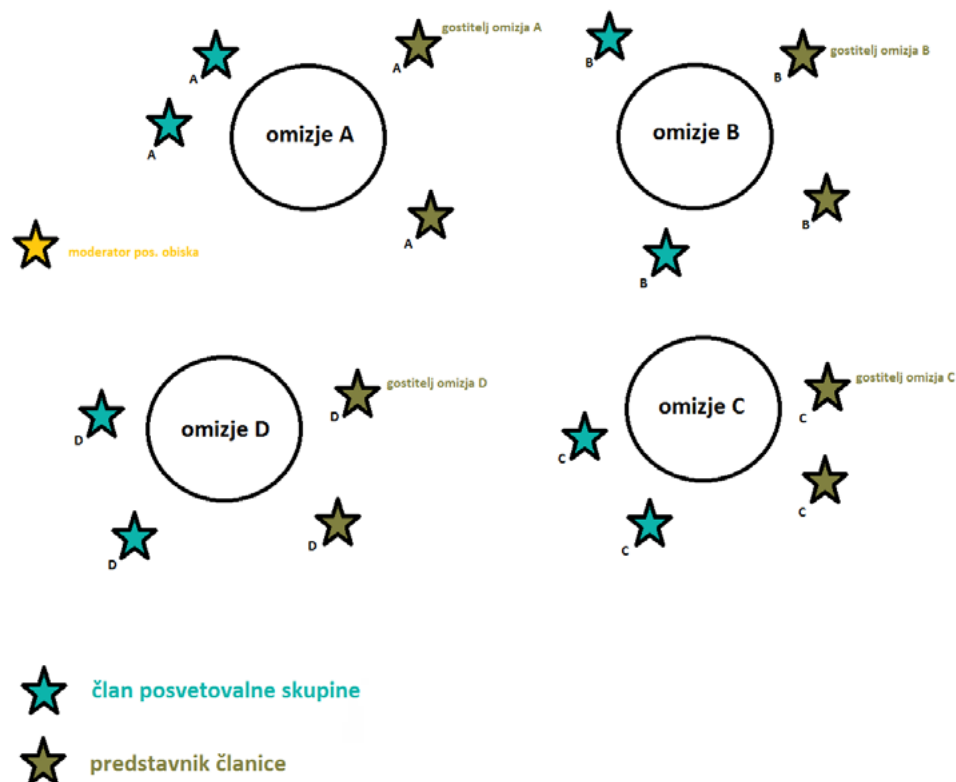 gostitelj omizja A
A
A
A
A
omizje A
gostitelj omizja B
B
B
B
B
omizje B
moderator pos. obiska
gostitelj omizja D
D
D
D
D
omizje D
gostitelj omizja C
C
C
C
C
omizje C
član posvetovalne skupine
predstavnik članice